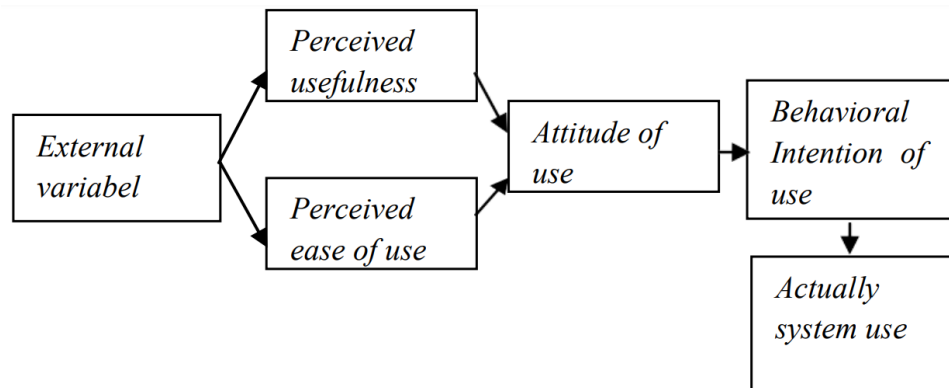 External
variabel
Perceived
usefulness
Perceived
ease of use
Attitude of
use
Behavioral
Intention of
use
Actually
system use